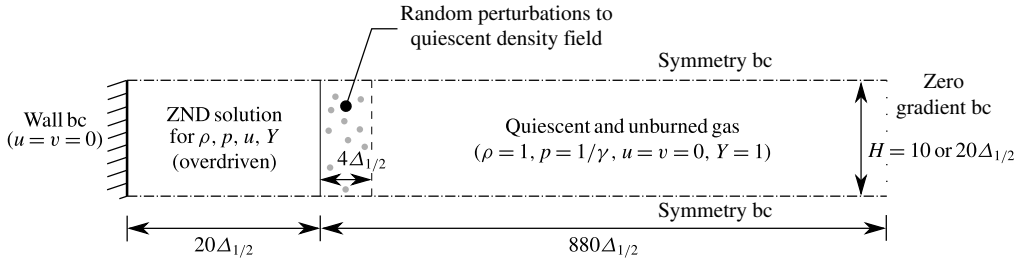 Random perturbations to
quiescent density field
Symmetry bc
Zero
gradient bc
Wall bc
(u = v = 0)
ZND solution
for ρ, p, u, Y
(overdriven)
4Δ1/2
Quiescent and unburned gas
(ρ = 1, p = 1/γ, u = v = 0, Y = 1)
H = 10 or 20Δ1/2
Symmetry bc
20Δ1/2
880Δ1/2